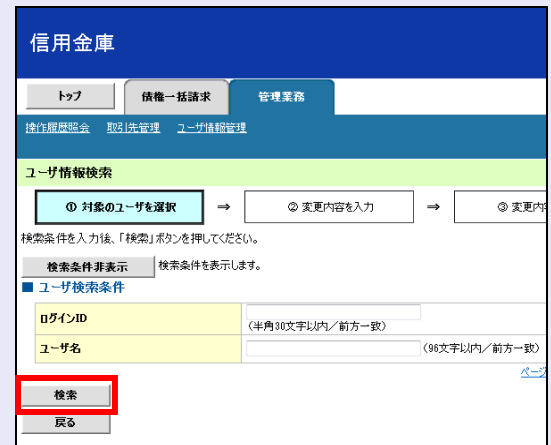 信用金庫
トップ 債権一括請求 管理業務
操作履歴照会 取引先管理 ユーザ情報管理
ユーザ情報検索
① 対象のユーザを選択 ⇒ ② 変更内容を入力 ⇒ ③ 変更内
検索条件を入力後、「検索」ボタンを押してください。
検索条件非表示 検索条件を表示します。
■ ユーザ検索条件
ログインID
(半角30文字以内/前方一致)
ユーザ名 (96文字以内/前方一致)
ページ
検索
戻る